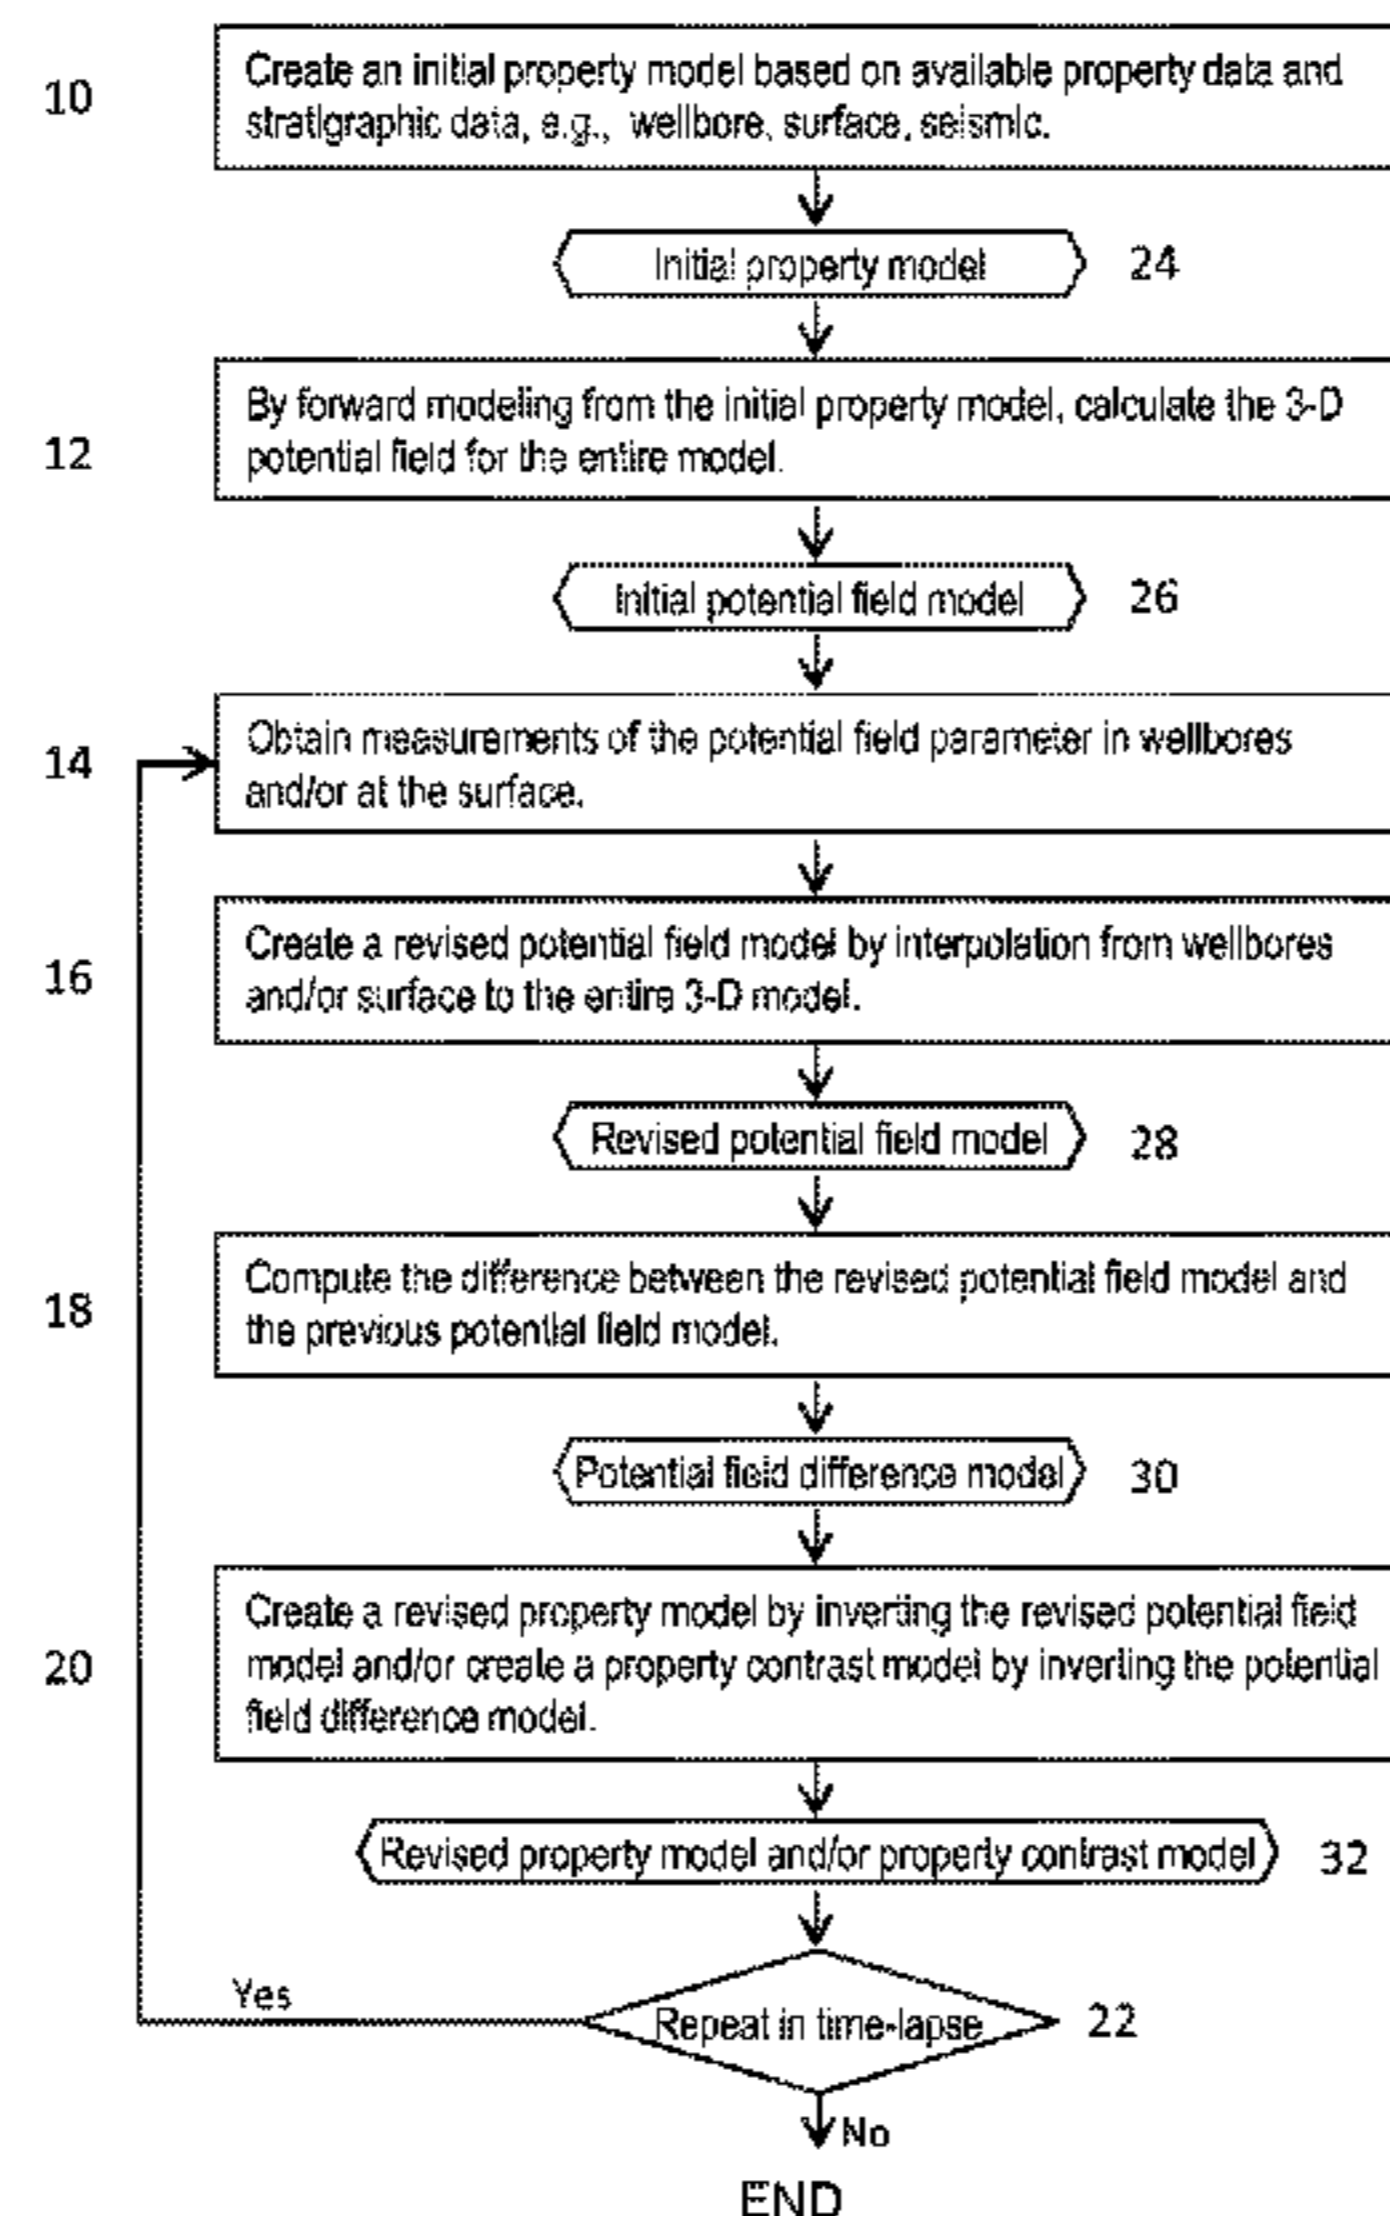 10
Create an initial property model based on available property data and
stratigraphic data, e.g., wellbore, surface, seismic.
Initial property model
24
By forward modeling from the initial property model, calculate the 3-D
12
potential field for the entire model.
Initial potential field model
26
Obtain measurements of the potential field parameter in wellbores
14
and/or at the surface.
Create a revised potential field model by interpolation from wellbores
16
and/or surface to the entire 3-D model.
Revised potential field model
28
Compute the difference between the revised potential field model and
18
the previous potential field model.
Potential field difference model
30
Create a revised property model by inverting the revised potential field
20
model and/or create a property contrast model by inverting the potential
field difference model.
Revised property model and/or property contrast model
32
Yes
Repeat in time-lapse
22
No
END